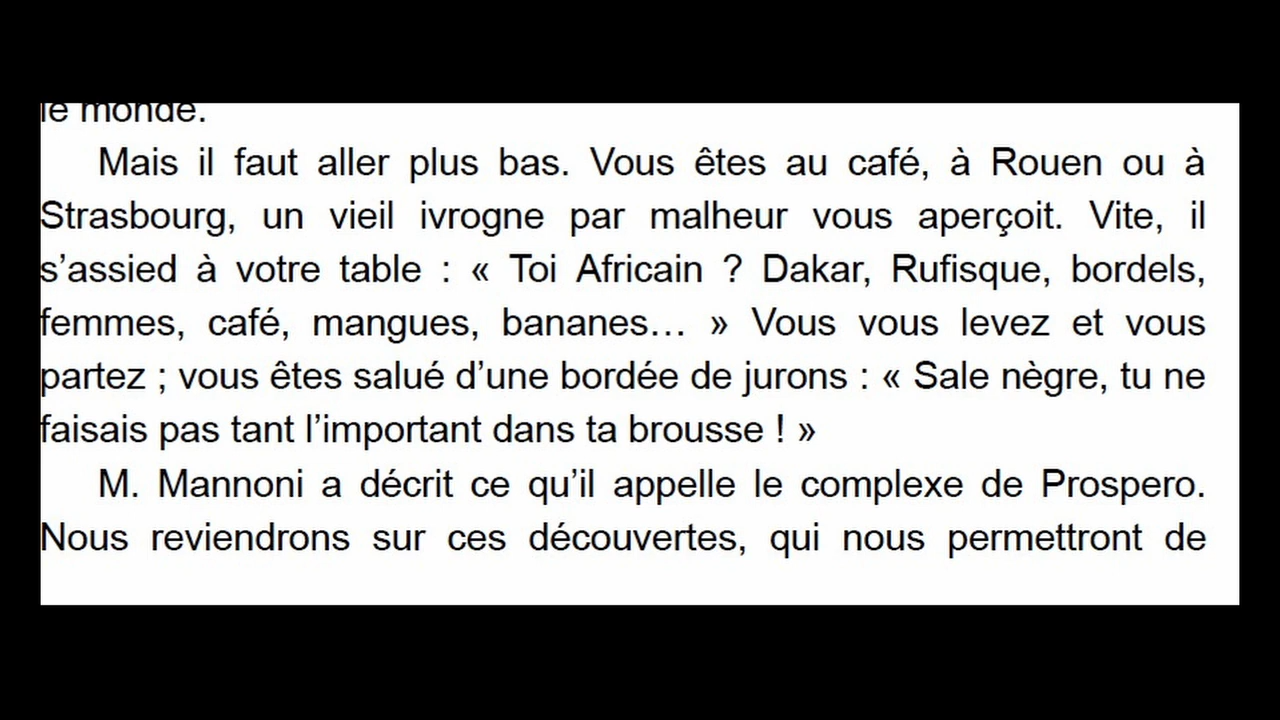 le monde.
Mais il faut aller plus bas. Vous êtes au café, à Rouen ou à
Strasbourg, un vieil ivrogne par malheur vous aperçoit. Vite, il
s’assied à votre table : « Toi Africain ? Dakar, Rufisque, bordels,
femmes, café, mangues, bananes… » Vous vous levez et vous
partez ; vous êtes salué d’une bordée de jurons : « Sale nègre, tu ne
faisais pas tant l’important dans ta brousse ! »
M. Mannoni a décrit ce qu’il appelle le complexe de Prospero.
Nous reviendrons sur ces découvertes, qui nous permettront de